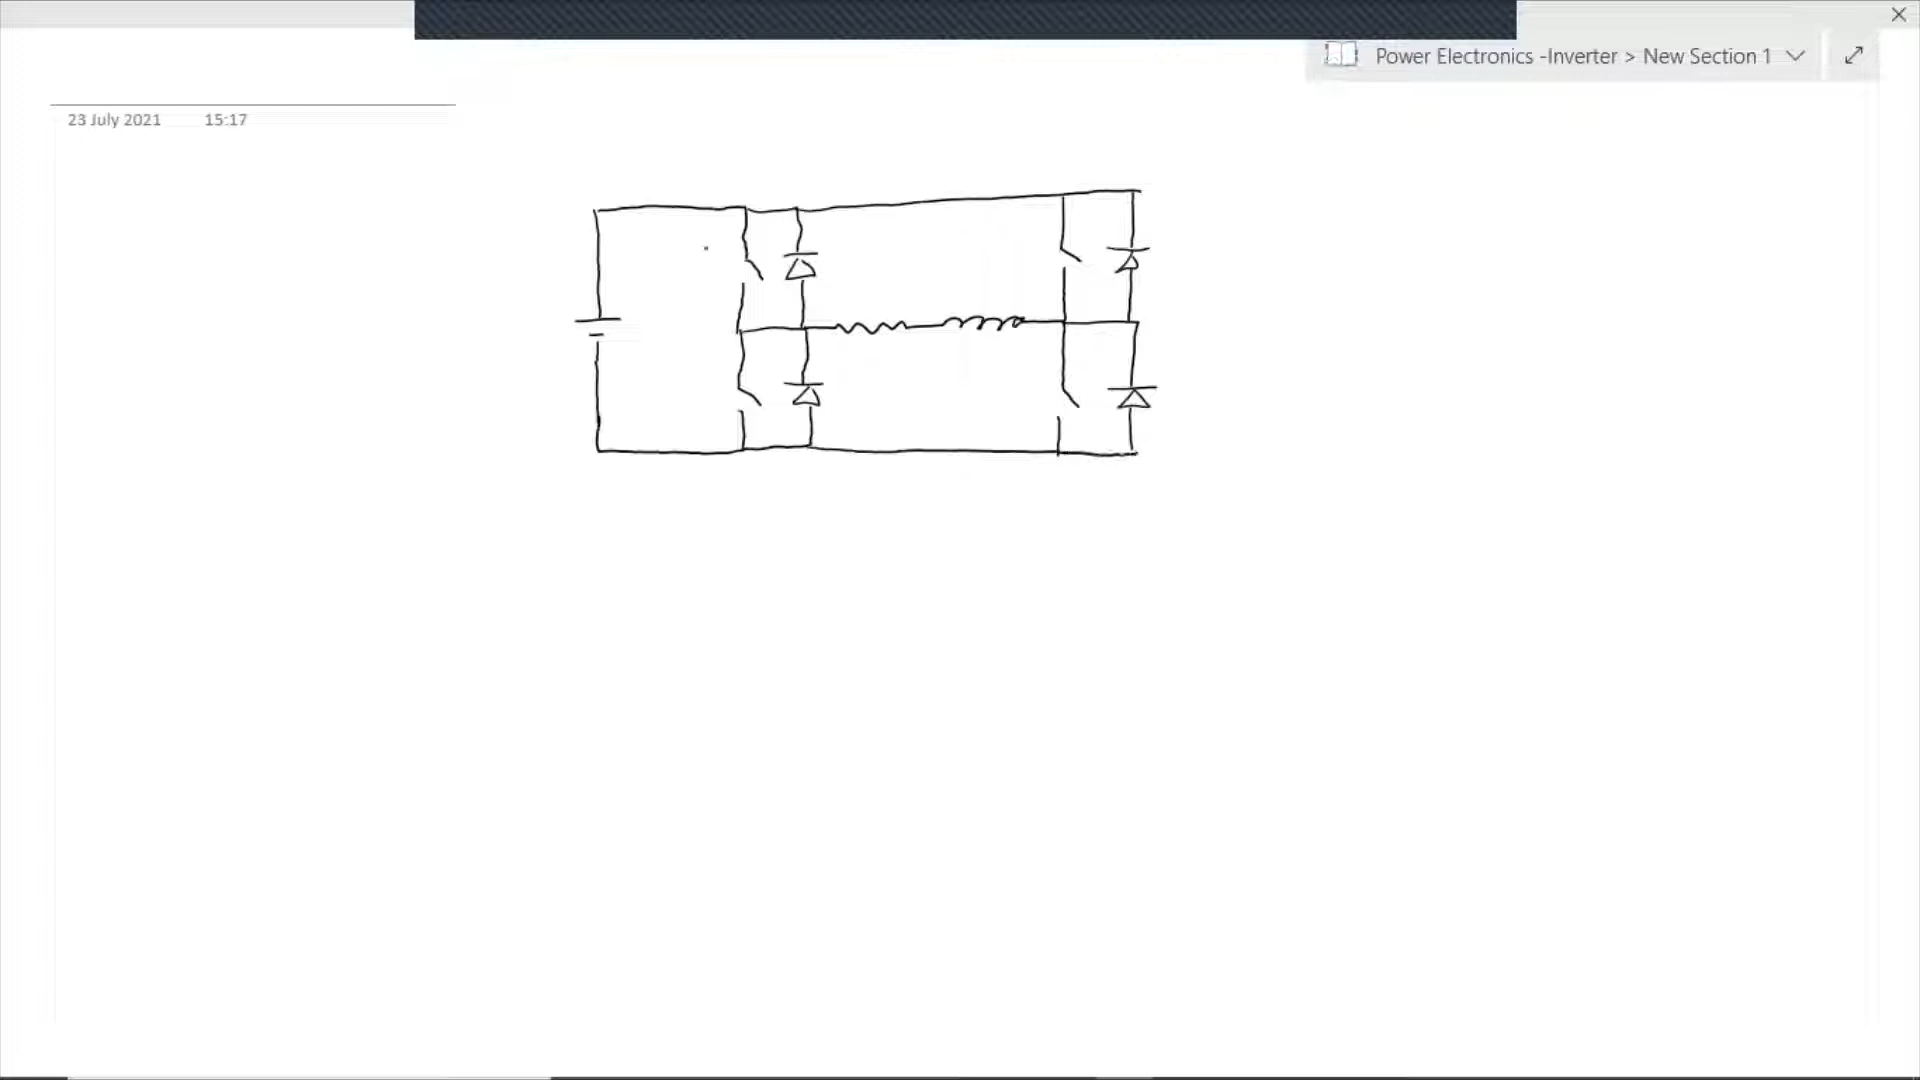 Power Electronics -Inverter > New Section 1
23 July 2021 15:17